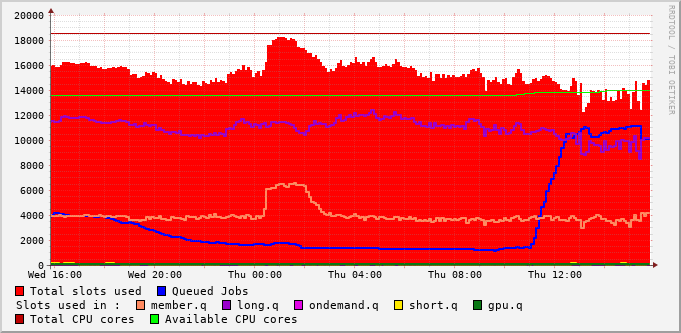 20000
18000
16000
14000
12000
10000
8000
6000
4000
2000
0
Wed 16:00 Wed 20:00 Thu 00:00 Thu 04:00 Thu 08:00 Thu 12:00
RRDTOOL / TOBI OETIKER
Total slots used Queued Jobs
Slots used in : member.q long.q ondemand.q short.q gpu.q
Total CPU cores Available CPU cores